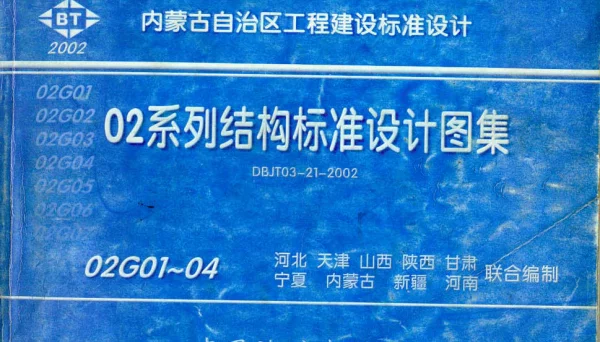 BT
2002
内蒙古自治区工程建设标准设计
02G01
02G02
02G03
02G04
02G05
02G06
02系列结构标准设计图集
DBJT03-21-2002
02G01~04
河北 天津 山西 陕西 甘肃
宁夏 内蒙古 新疆 河南
联合编制